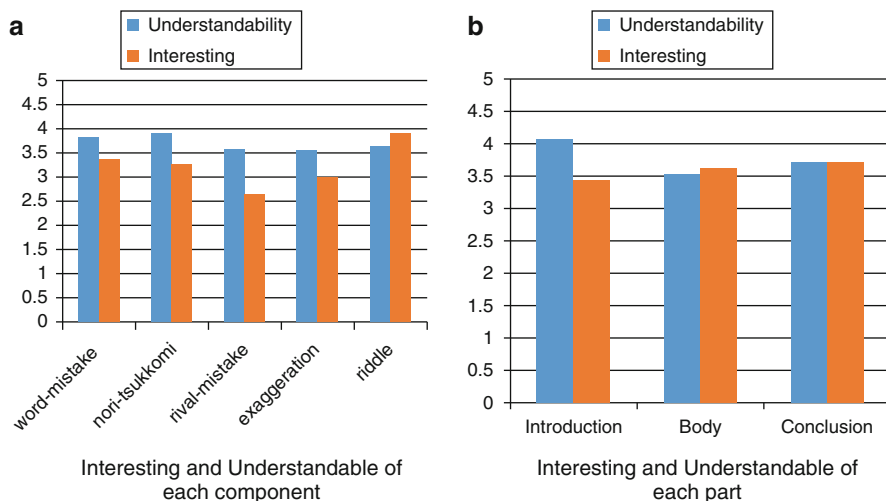 a
Understandability
Interesting
5
4.5
4
3.5
3
2.5
2
1.5
1
0.5
0
word-mistake
nori-tsukkomi
rival-mistake
exaggeration
riddle
Interesting and Understandable of
each component
b
Understandability
Interesting
5
4.5
4
3.5
3
2.5
2
1.5
1
0.5
0
Introduction
Body
Conclusion
Interesting and Understandable of
each part